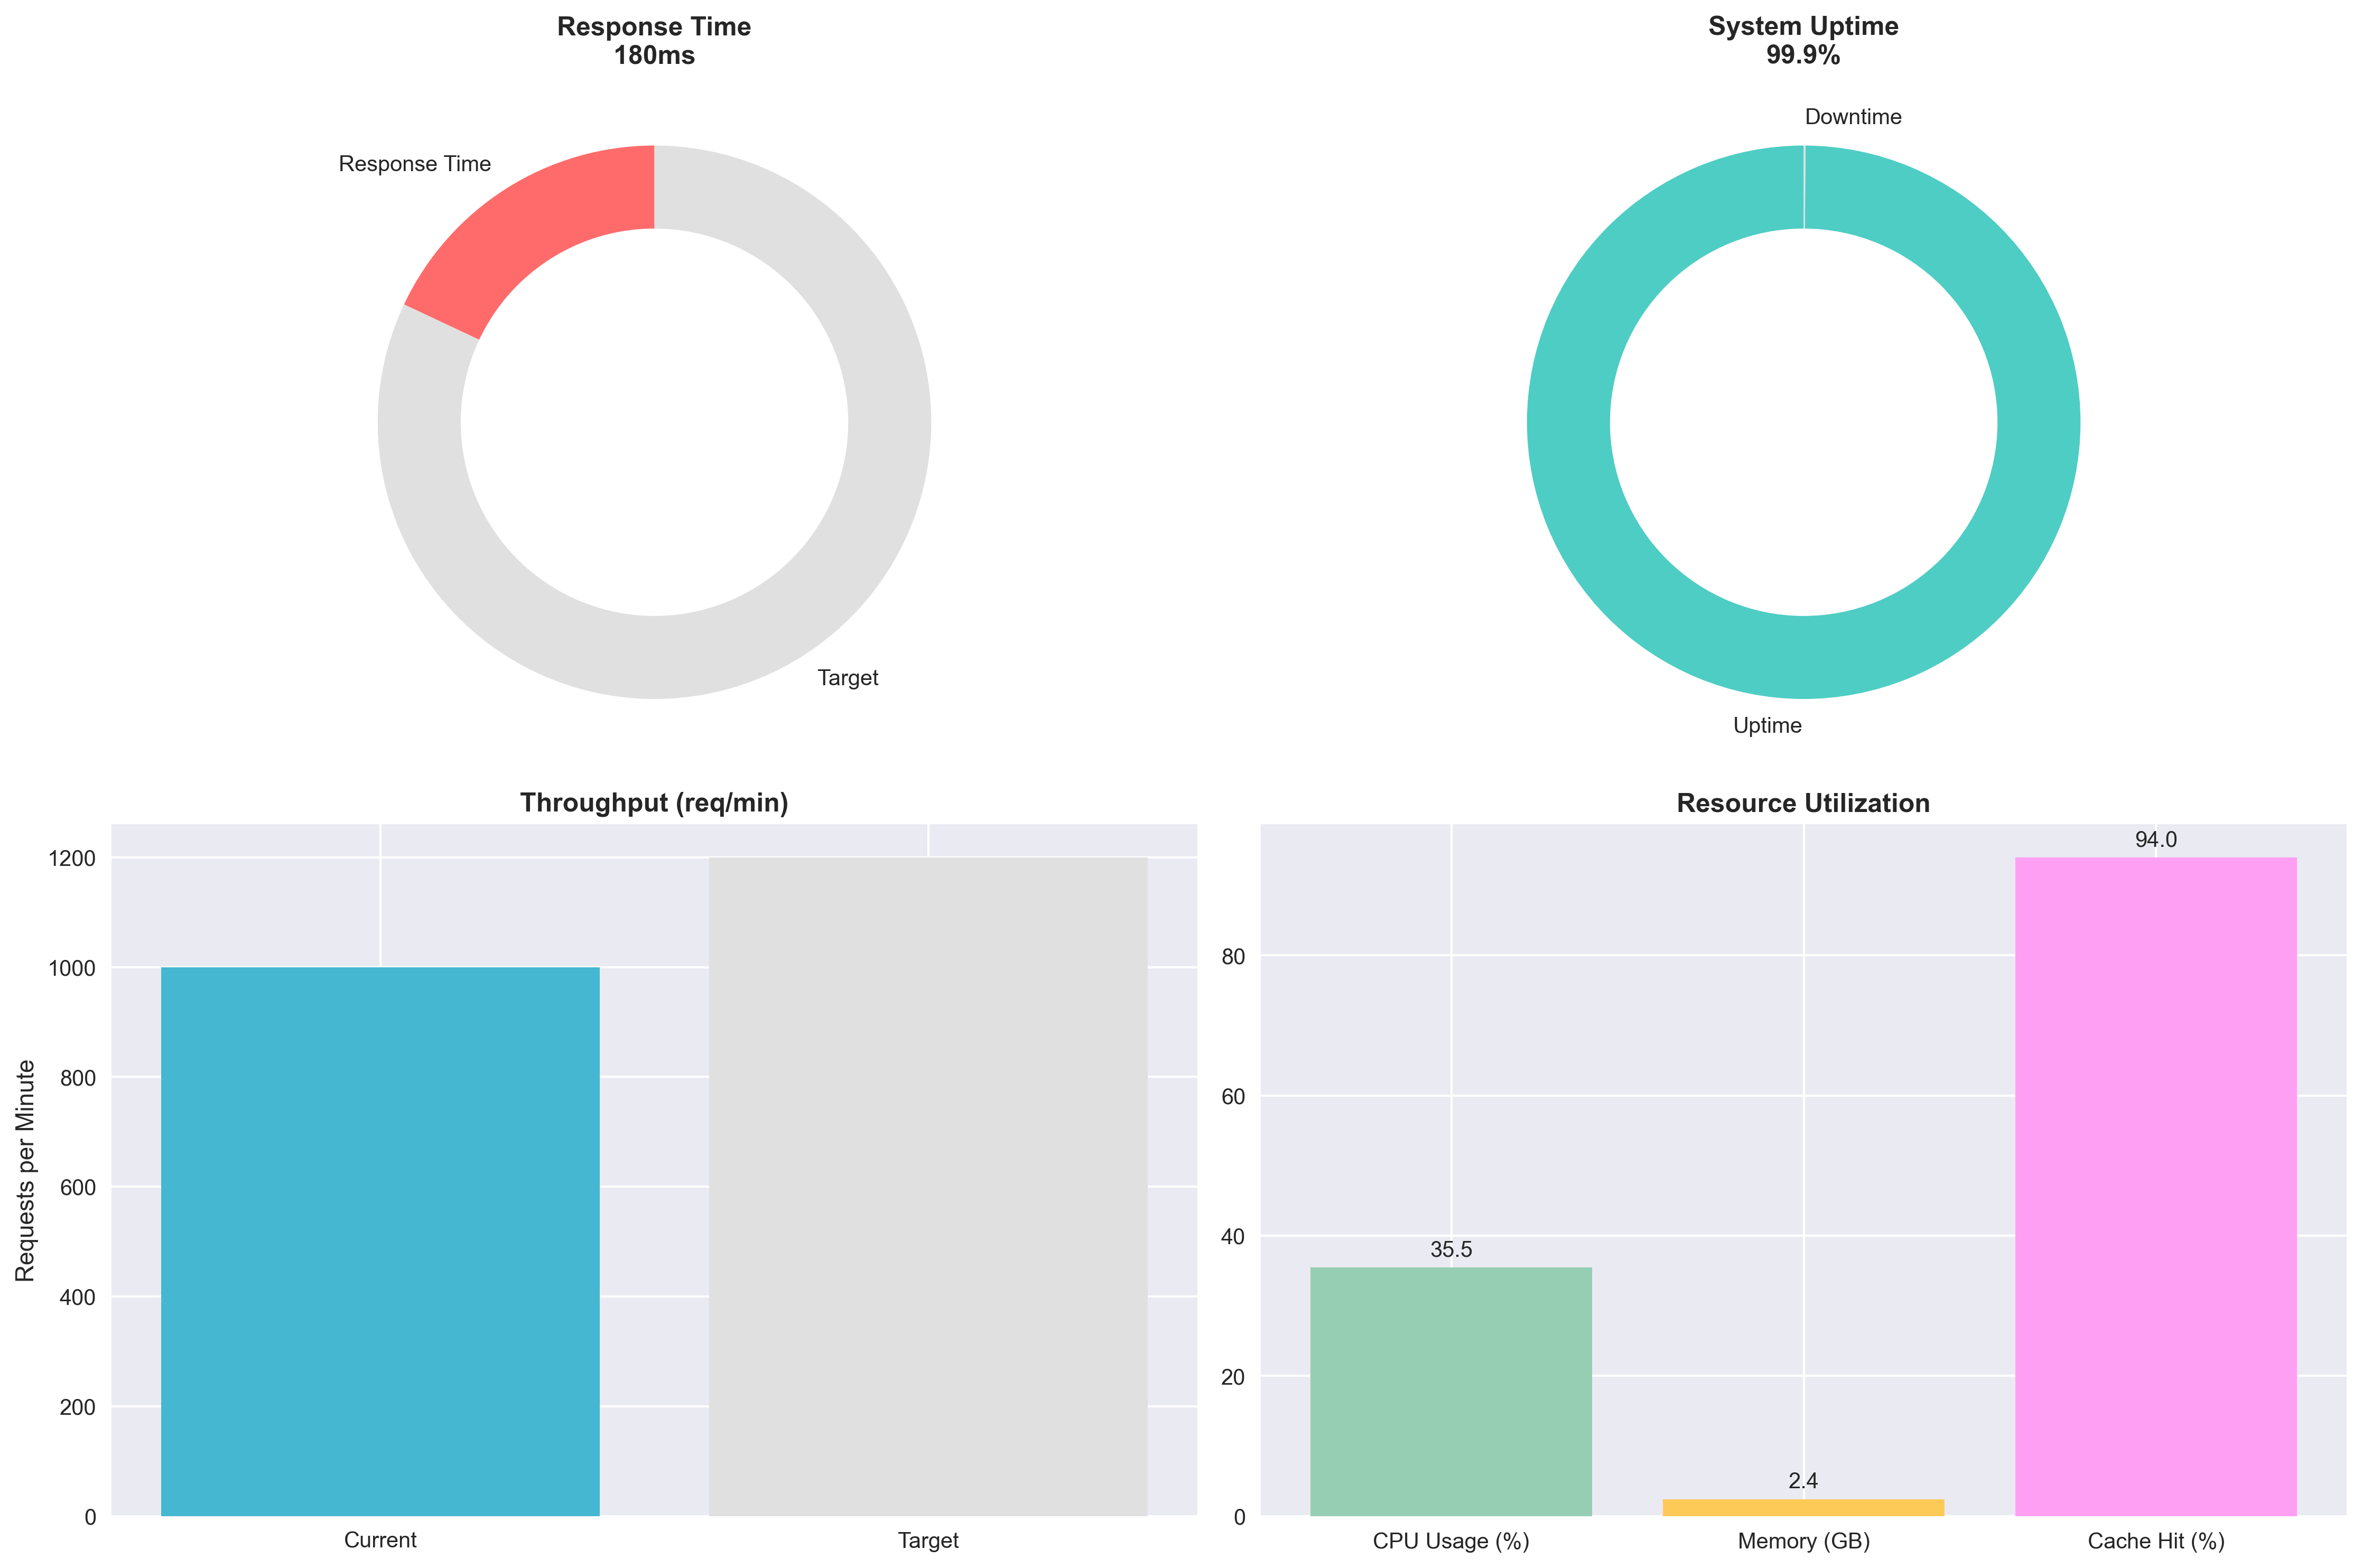 Response Time
180ms
Response Time
Target
System Uptime
99.9%
Downtime
Uptime
Throughput (req/min)
Requests per Minute
1200
1000
800
600
400
200
0
Current
Target
Resource Utilization
80
60
40
20
0
35.5
2.4
94.0
CPU Usage (%)
Memory (GB)
Cache Hit (%)